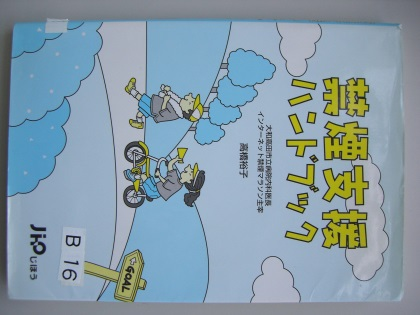 禁煙支援
ハンドブック
大和高田市立病院内科医長
インターネット禁煙マラソン主宰
高橋裕子
GOAL
じほう
B 16